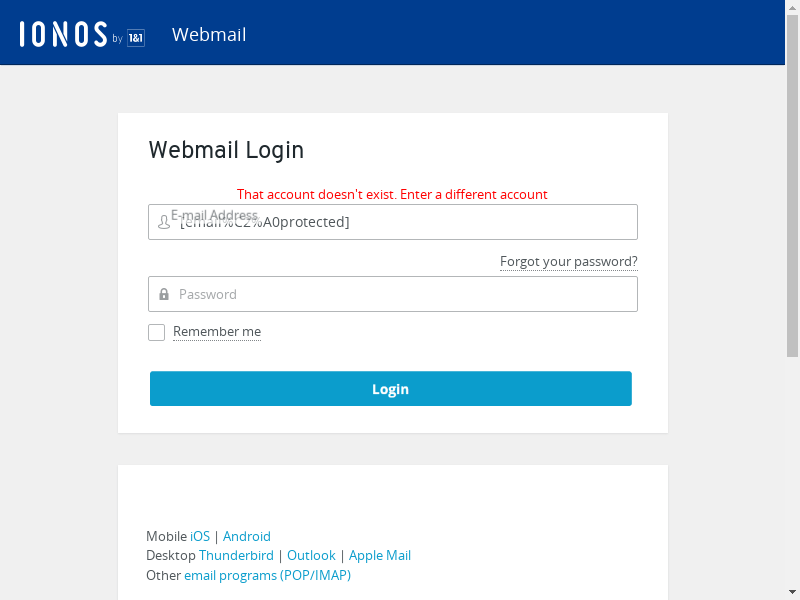 IONOS by 1&1 Webmail
Webmail Login
That account doesn't exist. Enter a different account
E-mail Address
[email%C2%A0protected]
Forgot your password?
Password
Remember me
Login
Mobile iOS | Android
Desktop Thunderbird | Outlook | Apple Mail
Other email programs (POP/IMAP)